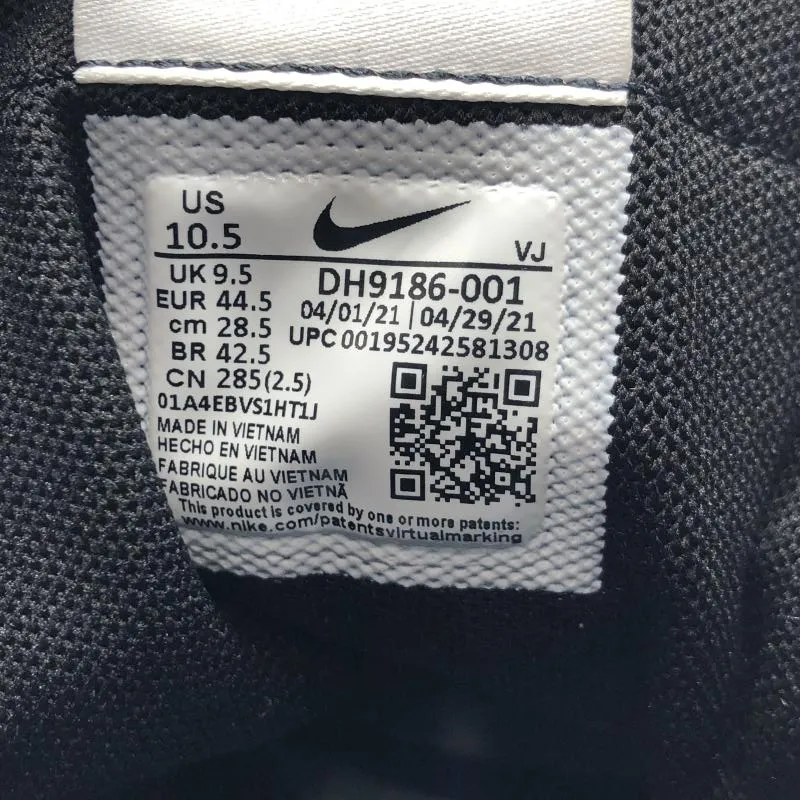 US
10.5
VJ
UK 9.5
EUR 44.5
cm 28.5
BR 42.5
CN 285(2.5)
DH9186-001
04/01/21 | 04/29/21
UPC 00195242581308
01A4EBVS1HT1J
MADE IN VIETNAM
HECHO EN VIETNAM
FABRIQUE AU VIETNAM
FABRICADO NO VIETNÃ
This product is covered by one or more patents:
www.nike.com/patentsvirtualmarking